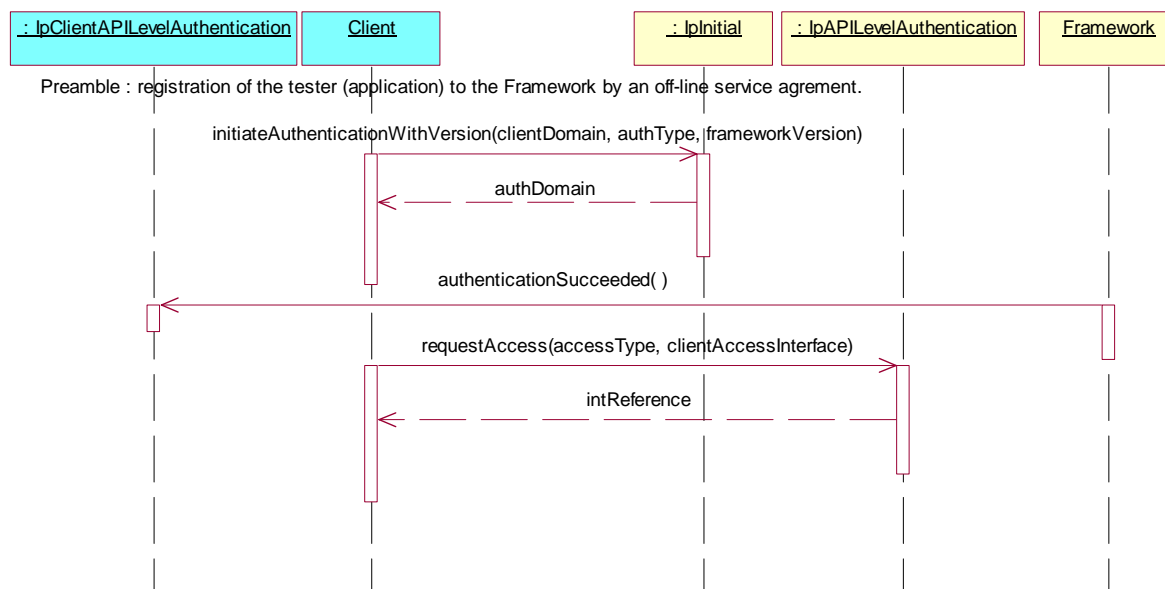 : IpClientAPILevelAuthentication
Client
: IpInitial
: IpAPILevelAuthentication
Framework
Preamble : registration of the tester (application) to the Framework by an off-line service agrement.
initiateAuthenticationWithVersion(clientDomain, authType, frameworkVersion)
authDomain
authenticationSucceeded( )
requestAccess(accessType, clientAccessInterface)
intReference